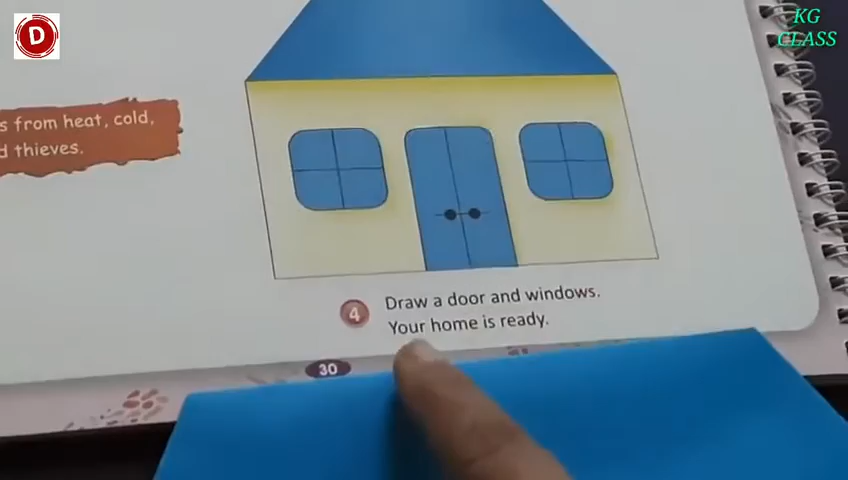 D
KG
CLASS
s from heat, cold,
d thieves.
4
Draw a door and windows.
Your home is ready.
30